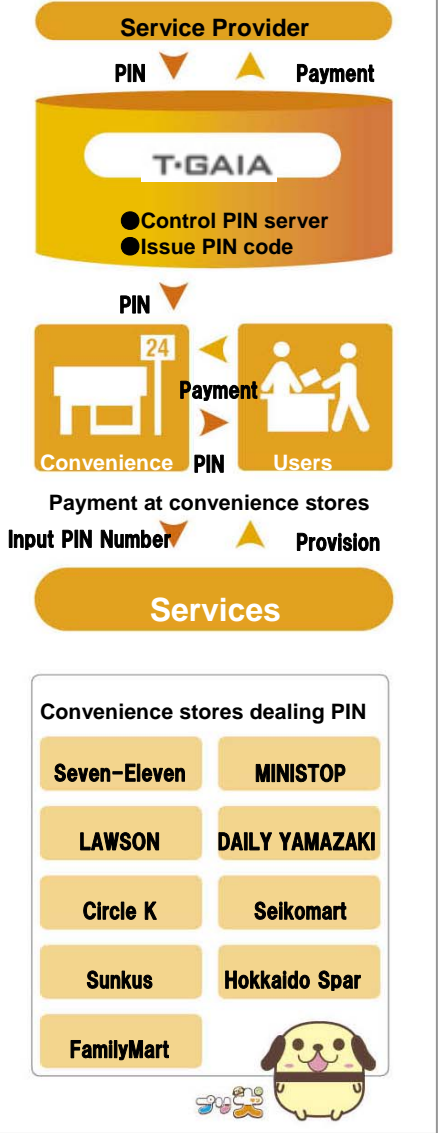 Service Provider
PIN
Payment
T·GAIA
●Control PIN server
●Issue PIN code
PIN
24
Payment
Convenience
PIN
Users
Payment at convenience stores
Input PIN Number
Provision
Services
Convenience stores dealing PIN
Seven-Eleven
MINISTOP
LAWSON
DAILY YAMAZAKI
Circle K
Seikomart
Sunkus
Hokkaido Spar
FamilyMart